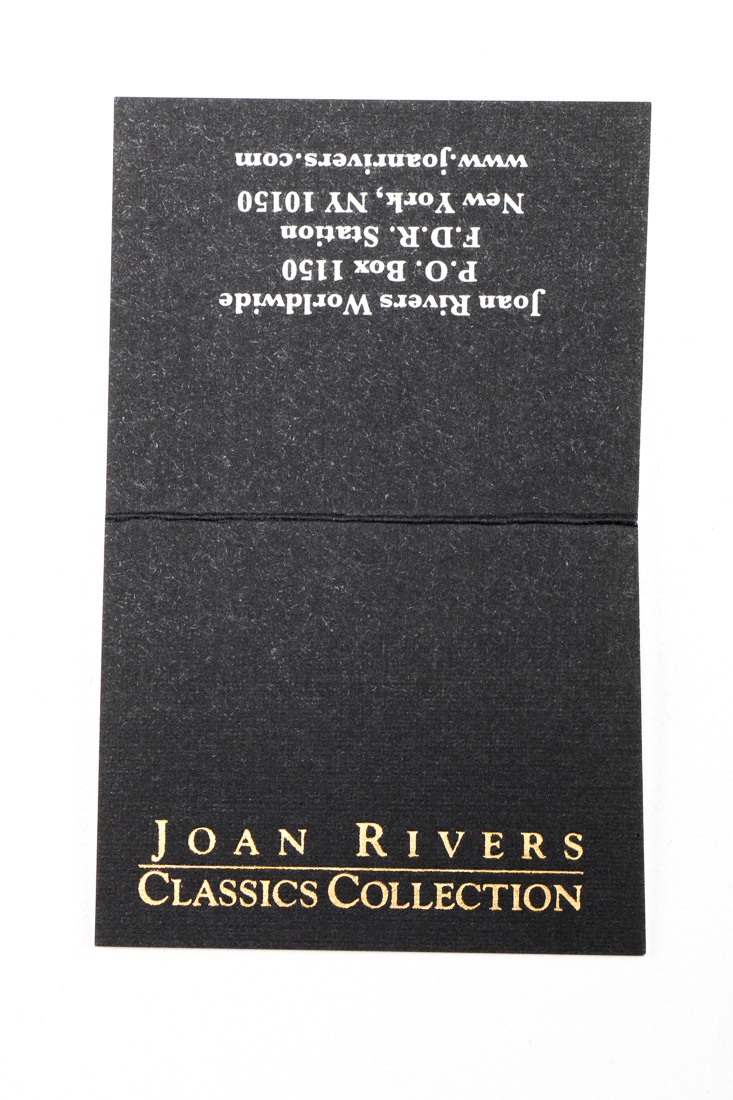 Joan Rivers Worldwide
P.O. Box 1150
F.D.R. Station
New York, NY 10150
www.joanrivers.com
JOAN RIVERS
CLASSICS COLLECTION